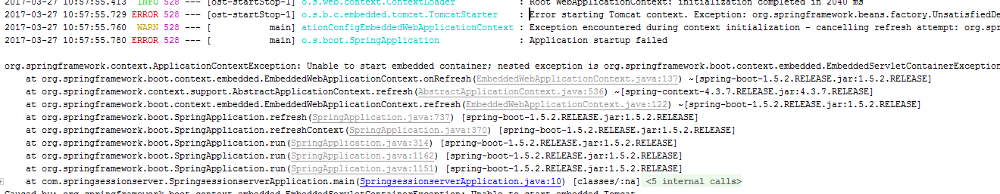 2017-03-27 10:57:55.413 INFO 528 --- [ost-startStop-1] o.s.web.context.ContextLoader : Root WebApplicationContext: initialization completed in 2040 ms
2017-03-27 10:57:55.729 ERROR 528 --- [ost-startStop-1] o.s.b.c.embedded.tomcat.TomcatStarter : Error starting Tomcat context. Exception: org.springframework.beans.factory.UnsatisfiedDe
2017-03-27 10:57:55.760 WARN 528 --- [ main] ationConfigEmbeddedWebApplicationContext : Exception encountered during context initialization - cancelling refresh attempt: org.spr
2017-03-27 10:57:55.780 ERROR 528 --- [ main] o.s.boot.SpringApplication : Application startup failed
org.springframework.context.ApplicationContextException: Unable to start embedded container; nested exception is org.springframework.boot.context.embedded.EmbeddedServletContainerException
at org.springframework.boot.context.embedded.EmbeddedWebApplicationContext.onRefresh(EmbeddedWebApplicationContext.java:137) ~[spring-boot-1.5.2.RELEASE.jar:1.5.2.RELEASE]
at org.springframework.context.support.AbstractApplicationContext.refresh(AbstractApplicationContext.java:536) ~[spring-context-4.3.7.RELEASE.jar:4.3.7.RELEASE]
at org.springframework.boot.context.embedded.EmbeddedWebApplicationContext.refresh(EmbeddedWebApplicationContext.java:122) ~[spring-boot-1.5.2.RELEASE.jar:1.5.2.RELEASE]
at org.springframework.boot.SpringApplication.refresh(SpringApplication.java:737) [spring-boot-1.5.2.RELEASE.jar:1.5.2.RELEASE]
at org.springframework.boot.SpringApplication.refreshContext(SpringApplication.java:370) [spring-boot-1.5.2.RELEASE.jar:1.5.2.RELEASE]
at org.springframework.boot.SpringApplication.run(SpringApplication.java:314) [spring-boot-1.5.2.RELEASE.jar:1.5.2.RELEASE]
at org.springframework.boot.SpringApplication.run(SpringApplication.java:1162) [spring-boot-1.5.2.RELEASE.jar:1.5.2.RELEASE]
at org.springframework.boot.SpringApplication.run(SpringApplication.java:1151) [spring-boot-1.5.2.RELEASE.jar:1.5.2.RELEASE]
at com.springsessionserver.SpringsessionserverApplication.main(SpringsessionserverApplication.java:10) [classes/:na] <5 internal calls>
Caused by: org.springframework.boot.context.embedded.EmbeddedServletContainerException: Unable to start embedded Tomcat